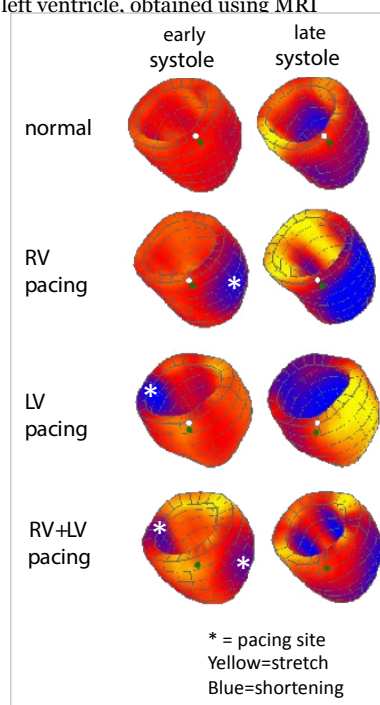 left ventricle, obtained using MRI
early systole
late systole
normal
RV pacing
*
LV pacing
*
RV+LV pacing
*
*
* = pacing site
Yellow=stretch
Blue=shortening